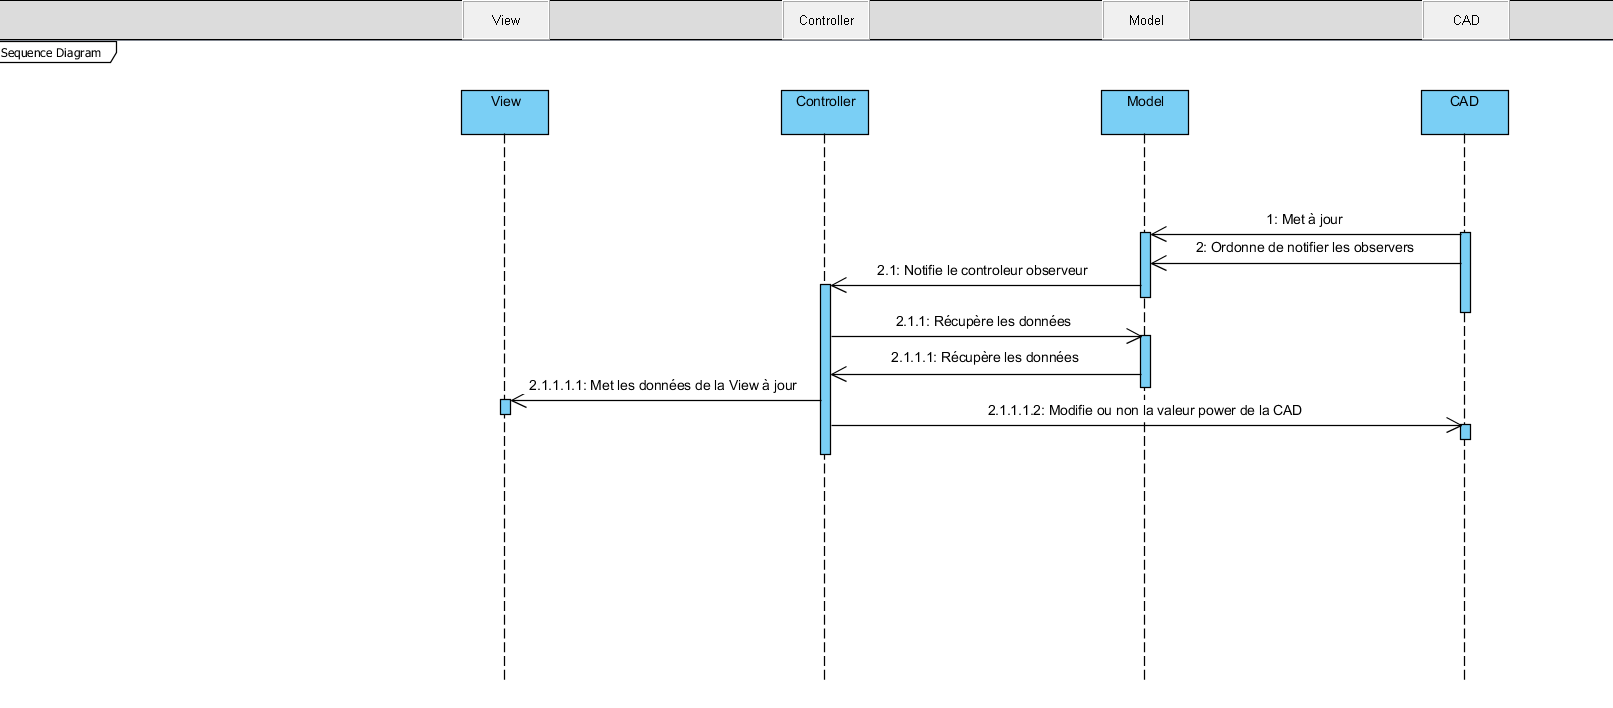 View
Controller
Model
CAD
Sequence Diagram
View
Controller
Model
CAD
1: Met à jour
2: Ordonne de notifier les observers
2.1: Notifie le controleur observeur
2.1.1: Récupère les données
2.1.1.1: Récupère les données
2.1.1.1.1: Met les données de la View à jour
2.1.1.1.2: Modifie ou non la valeur power de la CAD